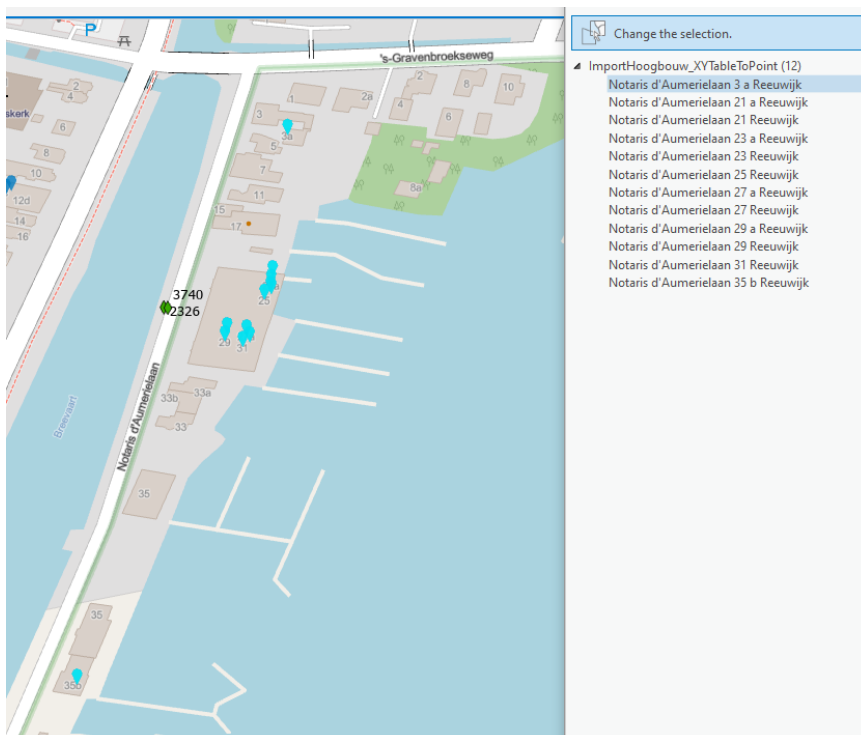 P
's-Gravenbroekseweg
2
4
6
8
10
12d
14
16
skerk
1
2a
2
4
6
8
10
3
3a
5
7
11
15
17
8a
25
29
31
3740
2326
Notaris d'Aumerielaan
Breevaart
33b
33a
33
35
35
35b
Change the selection.
ImportHoogbouw_XYTableToPoint (12)
Notaris d'Aumerielaan 3 a Reeuwijk
Notaris d'Aumerielaan 21 a Reeuwijk
Notaris d'Aumerielaan 21 Reeuwijk
Notaris d'Aumerielaan 23 a Reeuwijk
Notaris d'Aumerielaan 23 Reeuwijk
Notaris d'Aumerielaan 25 Reeuwijk
Notaris d'Aumerielaan 27 a Reeuwijk
Notaris d'Aumerielaan 27 Reeuwijk
Notaris d'Aumerielaan 29 a Reeuwijk
Notaris d'Aumerielaan 29 Reeuwijk
Notaris d'Aumerielaan 31 Reeuwijk
Notaris d'Aumerielaan 35 b Reeuwijk